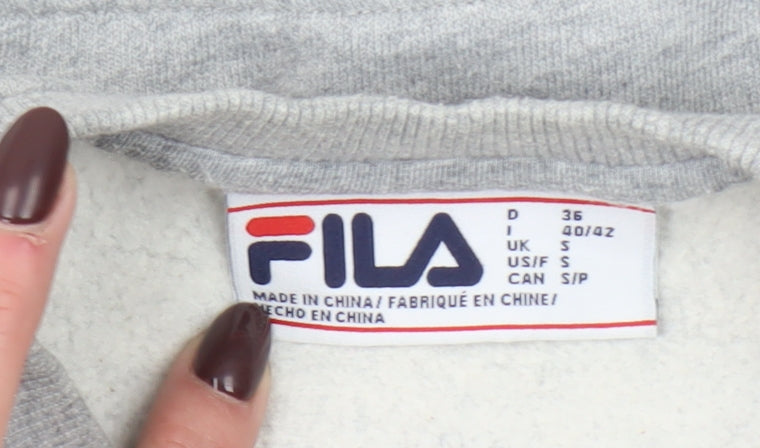 FILA
D 36
I 40/42
UK S
US/F S
CAN S/P
MADE IN CHINA / FABRIQUÉ EN CHINE /
HECHO EN CHINA